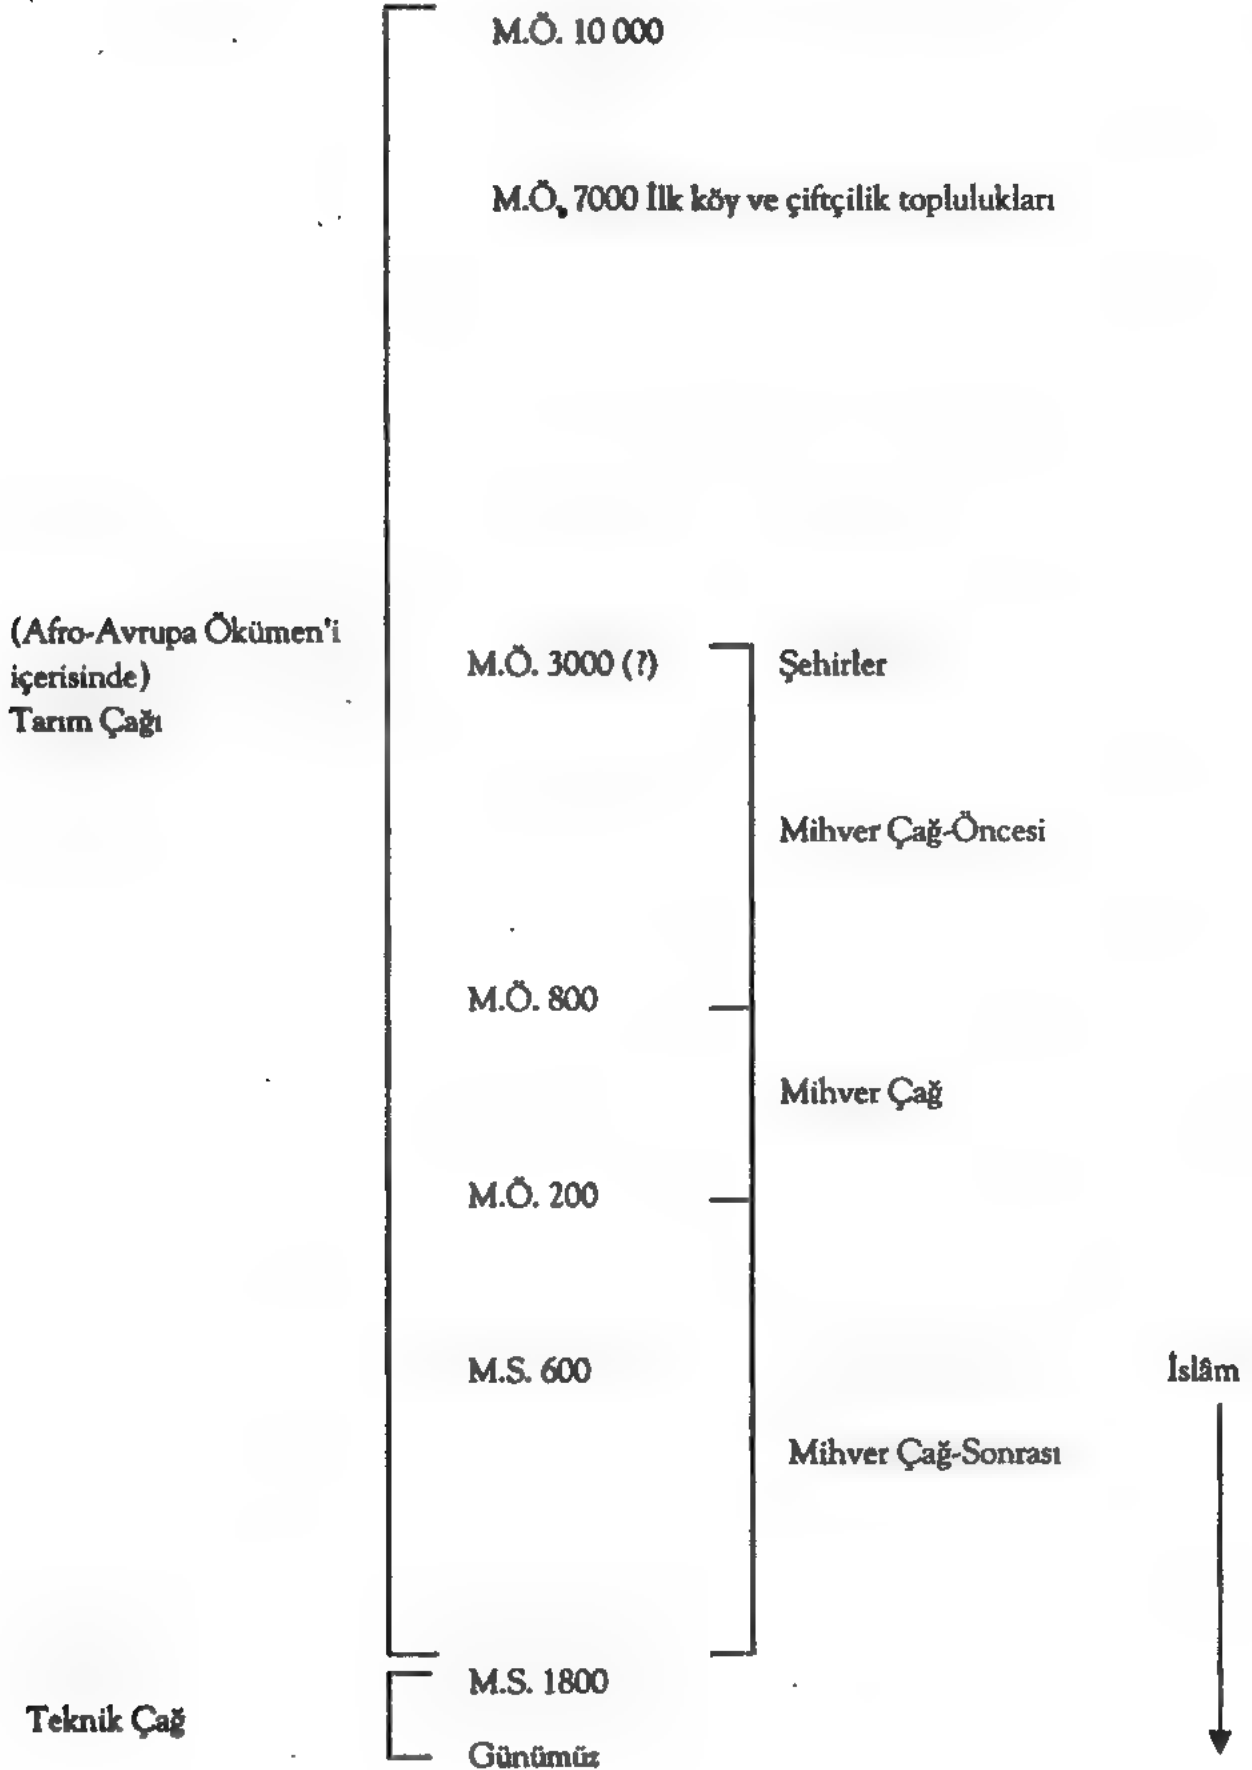 M.Ö. 10 000
M.Ö. 7000 İlk köy ve çiftçilik toplulukları
(Afro-Avrupa Ökümen'i
içerisinde)
Tarım Çağı
M.Ö. 3000 (?)
Şehirler
Mihver Çağ-Öncesi
M.Ö. 800
Mihver Çağ
M.Ö. 200
M.S. 600
İslâm
Mihver Çağ-Sonrası
M.S. 1800
Teknik Çağ
Günümüz